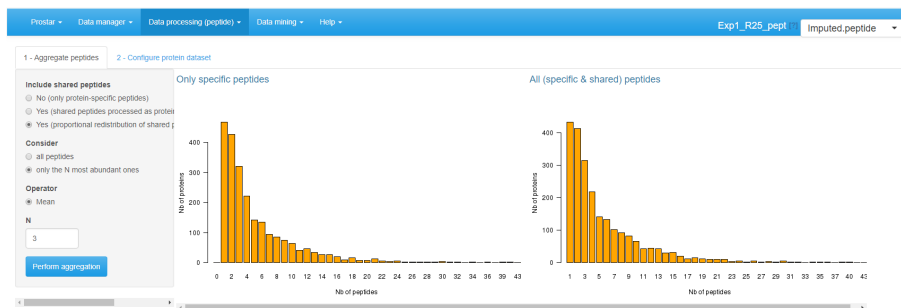 Prostar Data manager Data processing (peptide) Data mining Help Exp1_R25_pept Imputed.peptide
1 - Aggregate peptides 2 - Configure protein dataset
Include shared peptides
No (only protein-specific peptides)
Yes (shared peptides processed as protei
Yes (proportional redistribution of shared p
Consider
all peptides
only the N most abundant ones
Operator
Mean
N
3
Perform aggregation
Only specific peptides
Nb of proteins
400
300
200
100
0
0 2 4 6 8 10 12 14 16 18 20 22 24 26 28 30 32 34 36 39 43
Nb of peptides
All (specific & shared) peptides
Nb of proteins
400
300
200
100
0
1 3 5 7 9 11 13 15 17 19 21 23 25 27 29 31 33 35 37 40 43
Nb of peptides